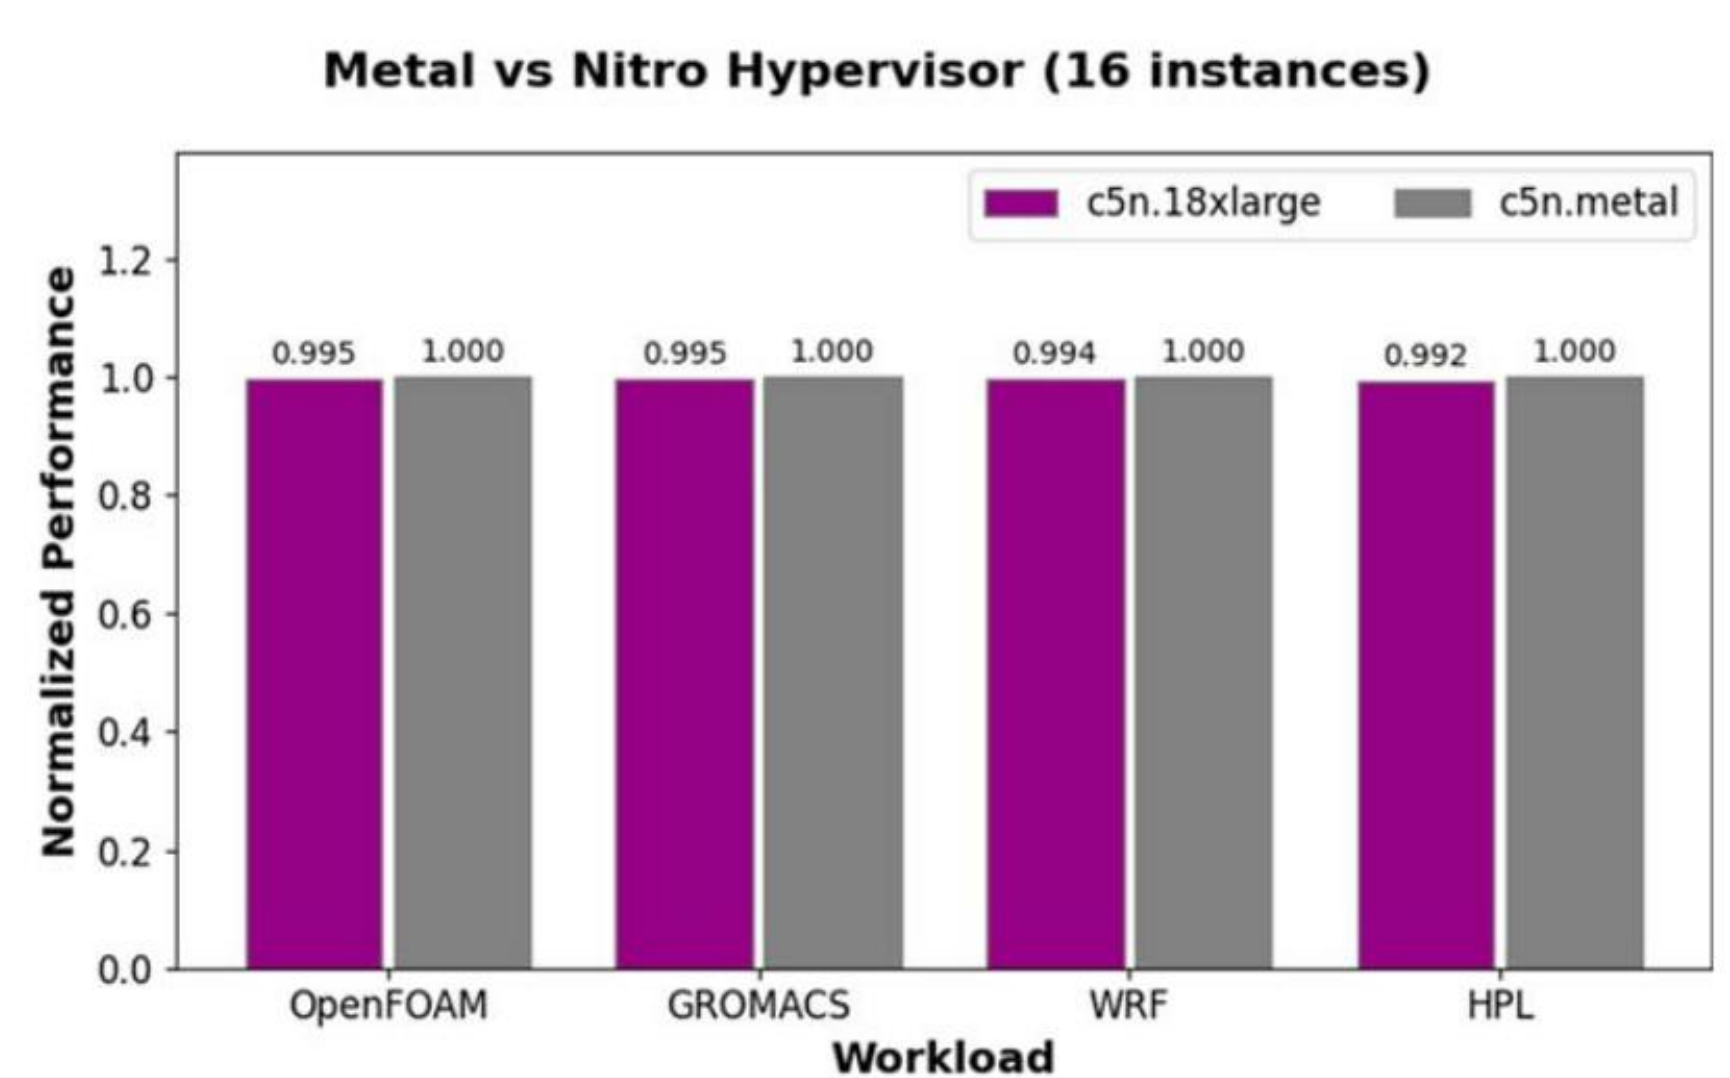 Metal vs Nitro Hypervisor (16 instances)
c5n.18xlarge c5n.metal
Normalized Performance
1.2
1.0
0.8
0.6
0.4
0.2
0.0
0.995 1.000 0.995 1.000 0.994 1.000 0.992 1.000
OpenFOAM GROMACS WRF HPL
Workload